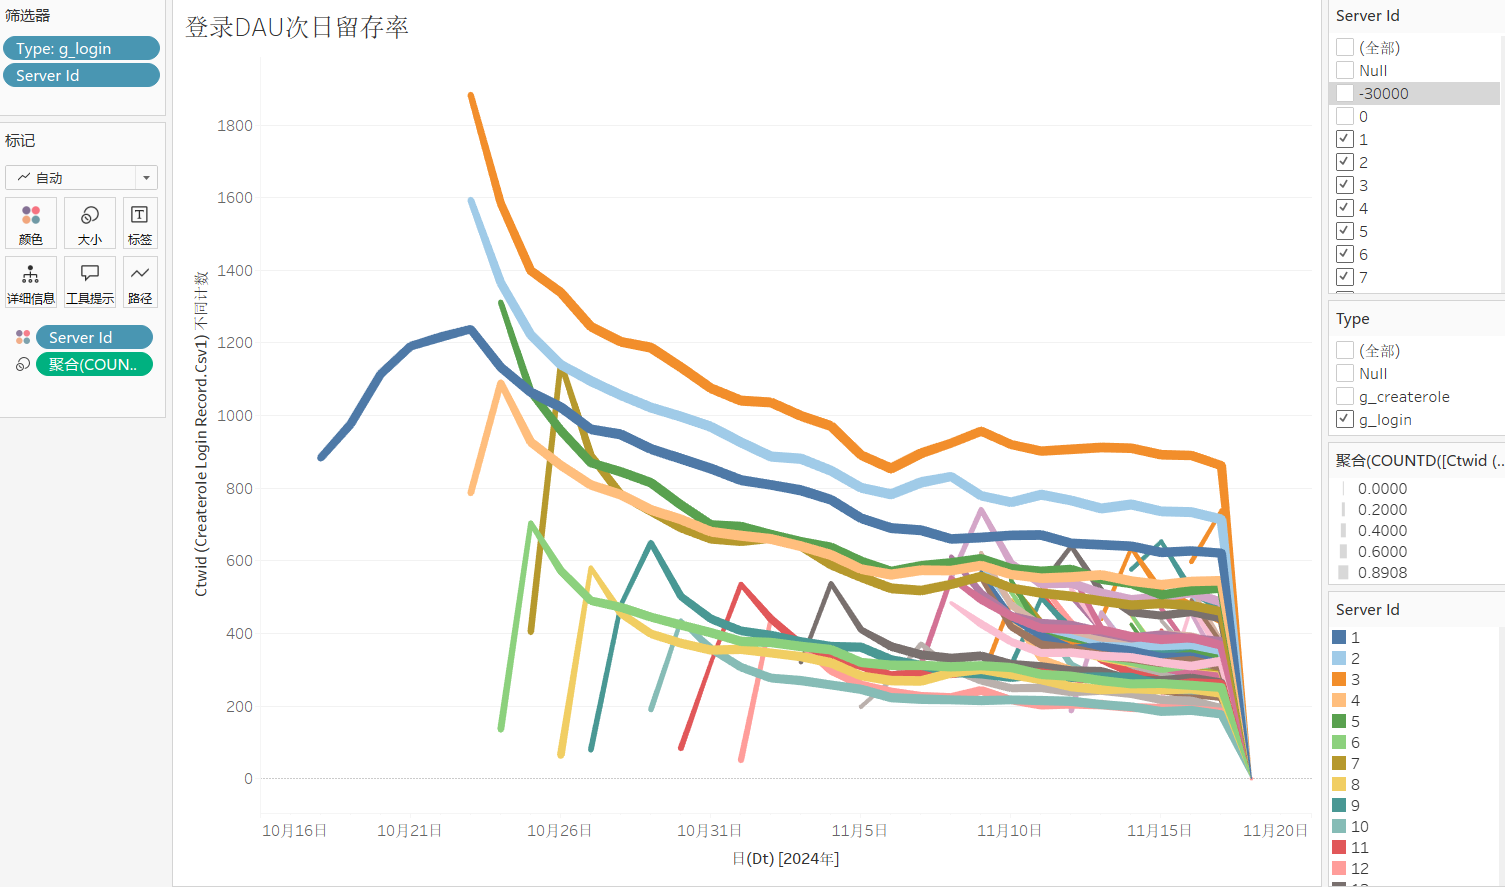 筛选器
Type: g_login
Server Id
标记
自动
颜色
大小
标签
详细信息
工具提示
路径
Server Id
聚合(COUN..
登录DAU次日留存率
Ctwid (Createrole Login Record.Csv1) 不同计数
1800
1600
1400
1200
1000
800
600
400
200
0
10月16日
10月21日
10月26日
10月31日
11月5日
11月10日
11月15日
11月20日
日(Dt) [2024年]
Server Id
(全部)
Null
-30000
0
1
2
3
4
5
6
7
Type
(全部)
Null
g_createrole
g_login
聚合(COUNTD([Ctwid (...
0.0000
0.2000
0.4000
0.6000
0.8908
Server Id
1
2
3
4
5
6
7
8
9
10
11
12